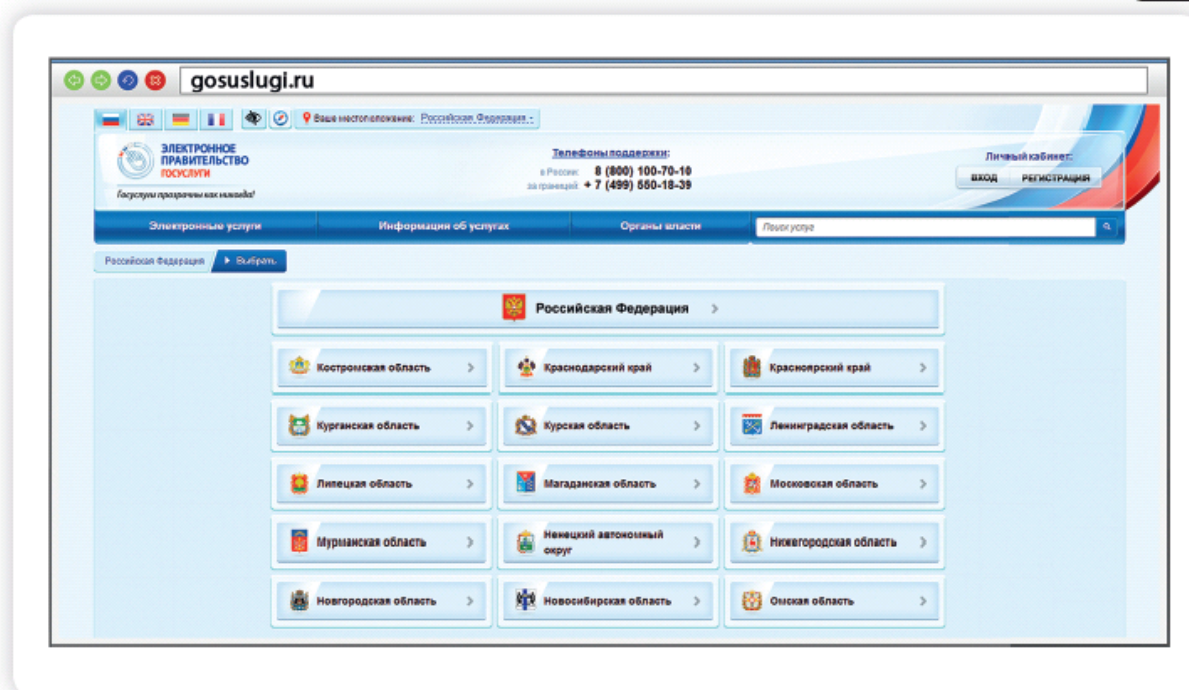 gosuslugi.ru
Ваше местоположение: Российская Федерация
ЭЛЕКТРОННОЕ
ПРАВИТЕЛЬСТВО
ГОСУСЛУГИ
Госуслуги прозрачны как никогда!
Телефоны поддержки:
в России: 8 (800) 100-70-10
за границей: + 7 (499) 550-18-39
Личный кабинет:
ВХОД РЕГИСТРАЦИЯ
Электронные услуги Информация об услугах Органы власти Поиск услуг
Российская Федерация Выбрать
Российская Федерация
Костромская область Краснодарский край Красноярский край
Курганская область Курская область Ленинградская область
Липецкая область Магаданская область Московская область
Мурманская область Ненецкий автономный округ Нижегородская область
Новгородская область Новосибирская область Омская область